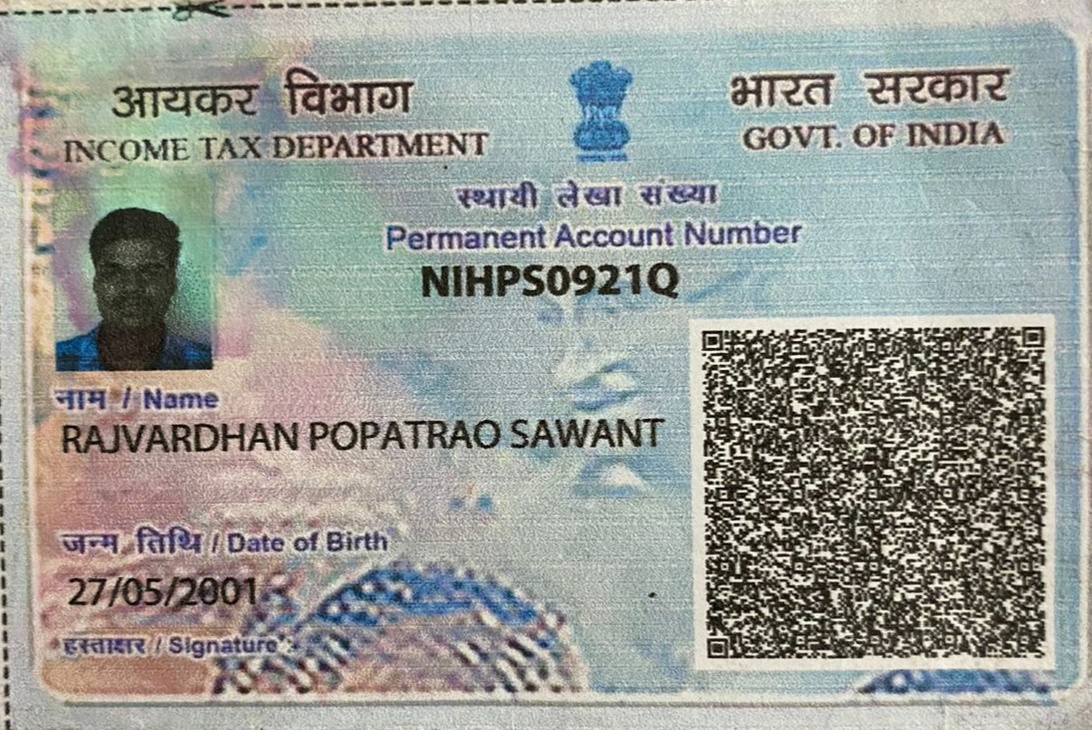 आयकर विभाग
INCOME TAX DEPARTMENT
भारत सरकार
GOVT. OF INDIA
स्थायी लेखा संख्या
Permanent Account Number
NIHPS0921Q
नाम / Name
RAJVARDHAN POPATRAO SAWANT
जन्म तिथि / Date of Birth
27/05/2001
हस्ताक्षर / Signature :-